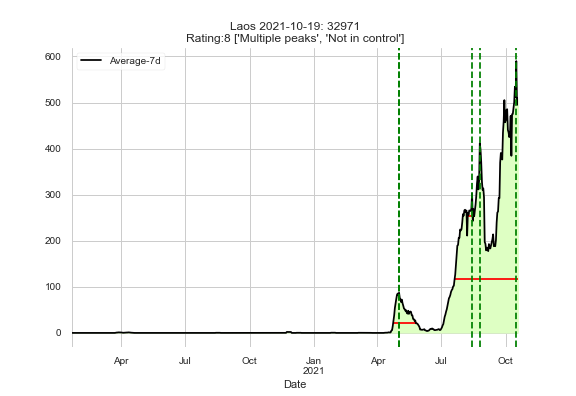 Laos 2021-10-19: 32971
Rating:8 ['Multiple peaks', 'Not in control']
Average-7d
600
500
400
300
200
100
0
Apr
Jul
Oct
Jan
2021
Apr
Jul
Oct
Date